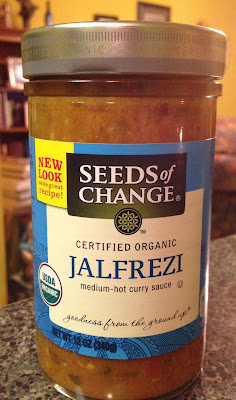 NEW
LOOK
same great
recipe!
SEEDS of
CHANGE®
™
CERTIFIED ORGANIC
JALFREZI
medium-hot curry sauce Ⓤ
USDA
ORGANIC
goodness from the ground up®
NET WT. 12 OZ (340g)